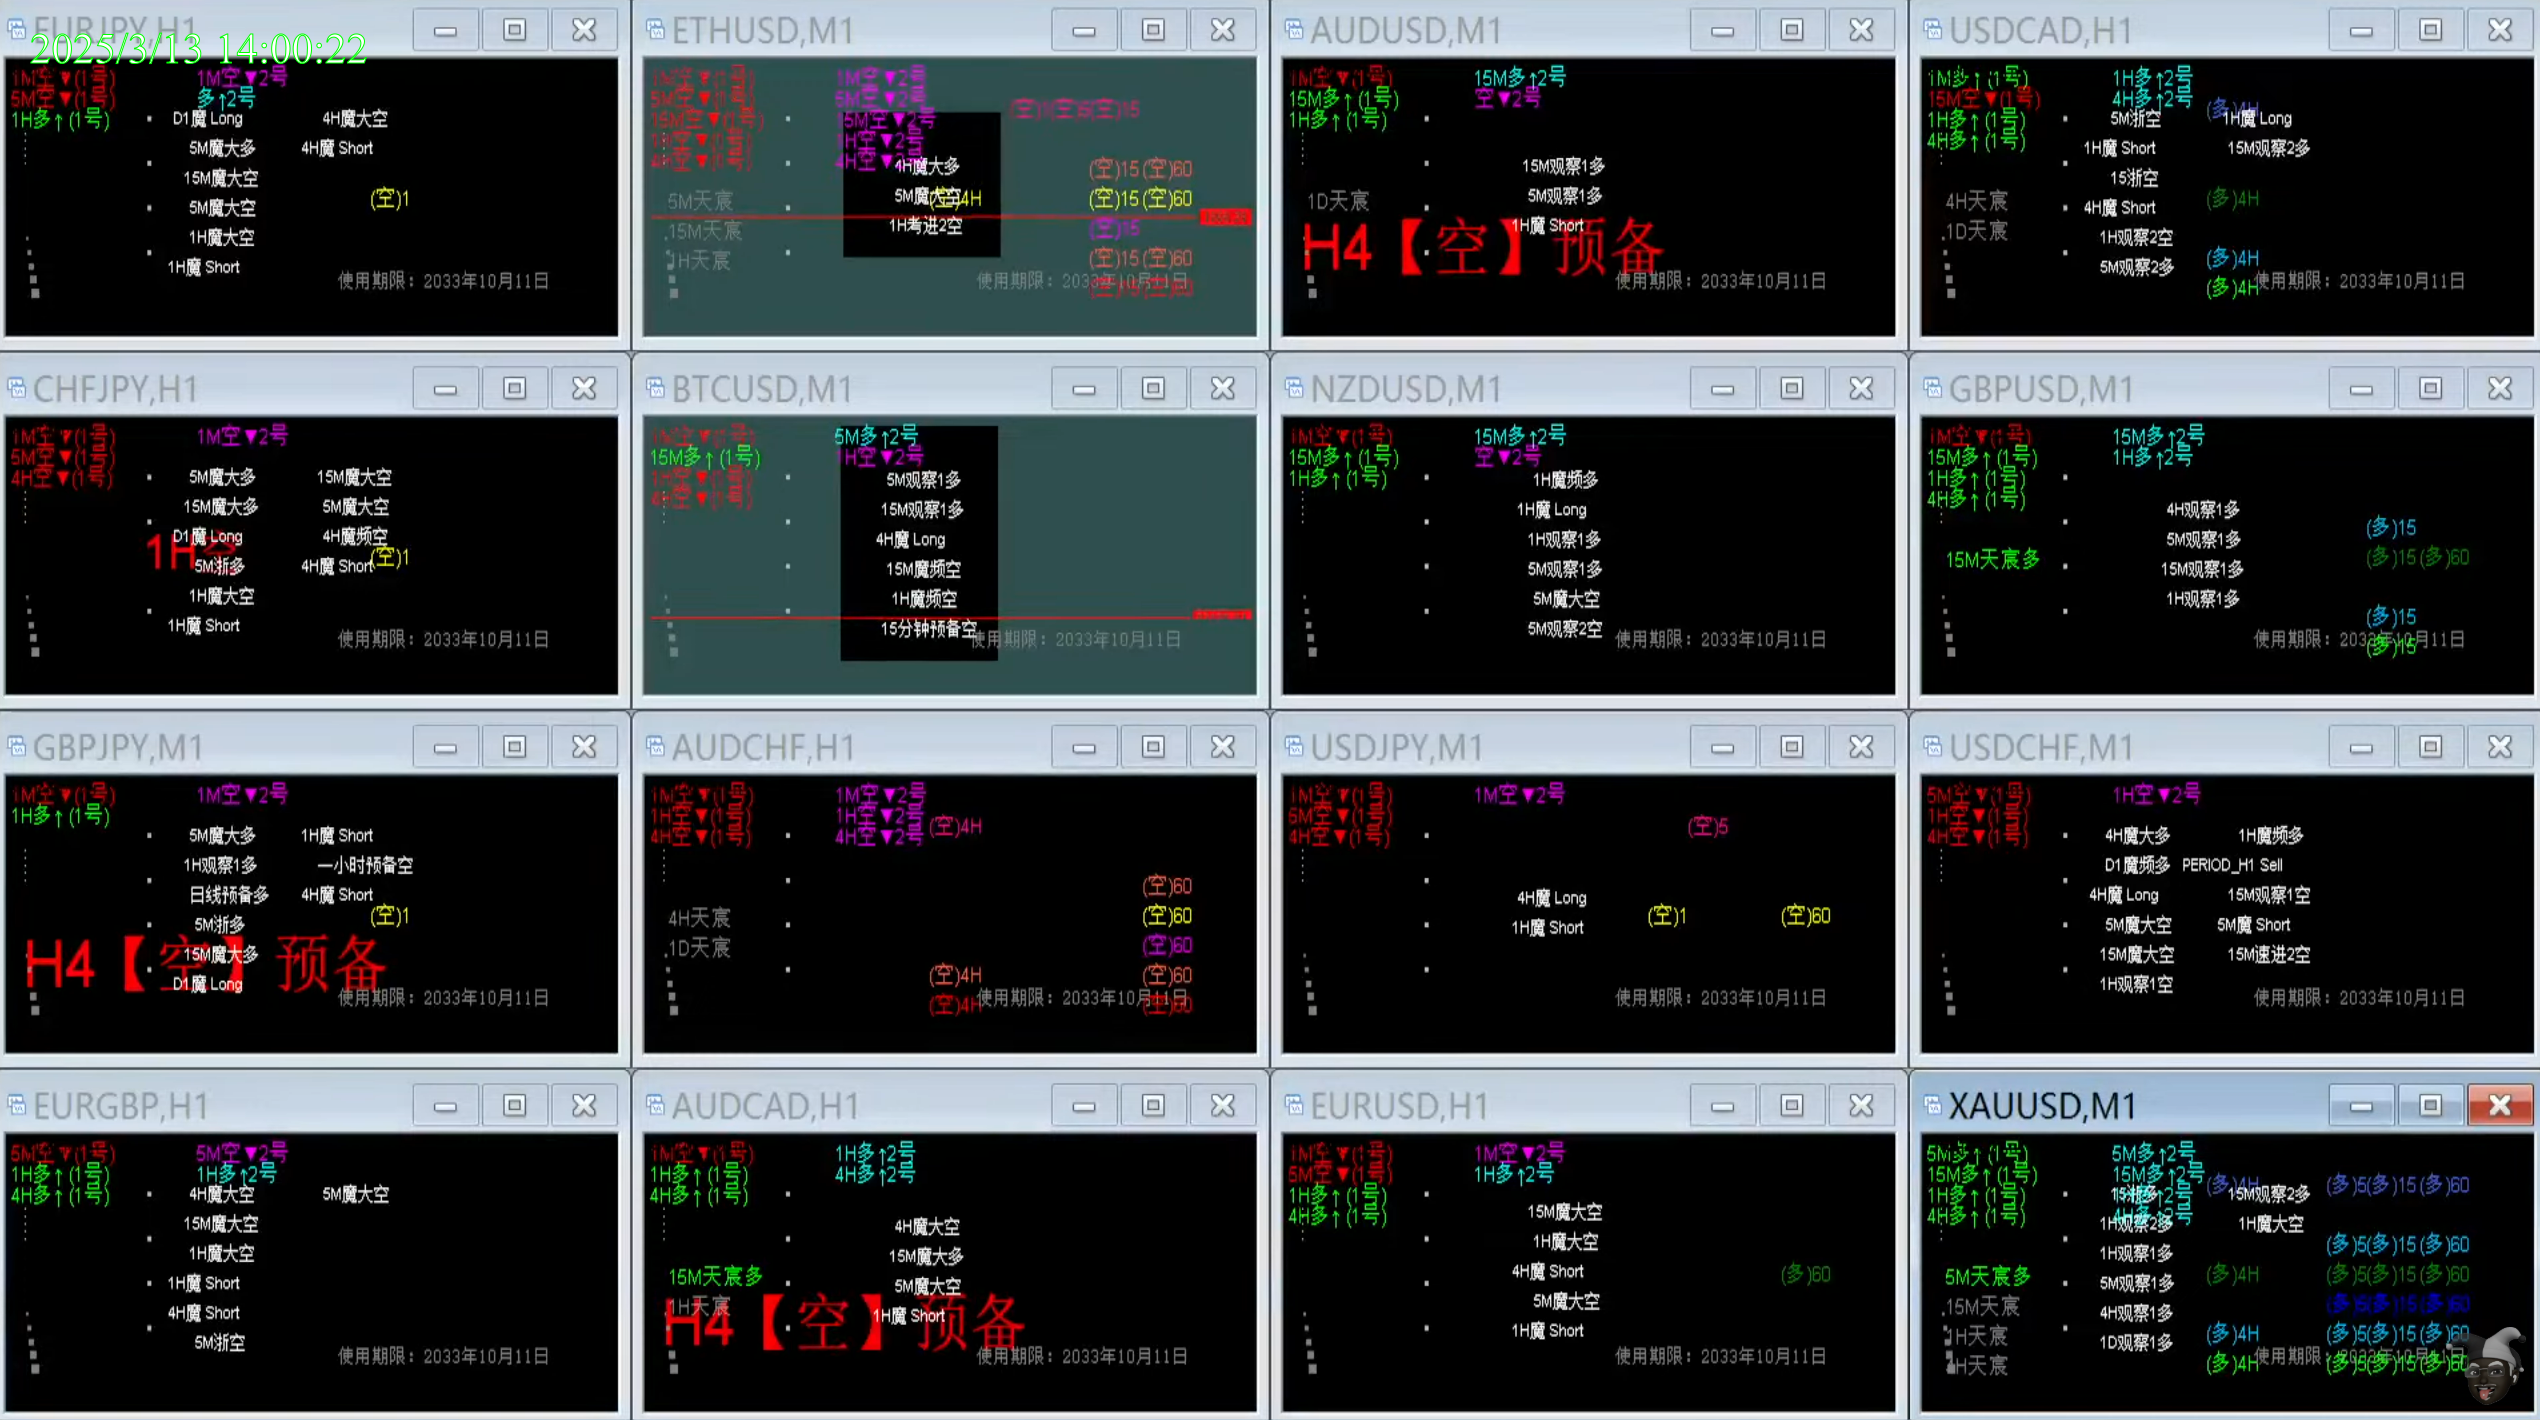 2025/3/13 14:00:22
EURJPY,H1
1M空▼(1号) 1M空▼2号
5M空▼(1号) 多↑2号
1H多↑(1号) D1魔 Long 4H魔大空
5M魔大多 4H魔 Short
15M魔大空
5M魔大空 (空)1
1H魔大空
1H魔 Short
使用期限：2033年10月11日
ETHUSD,M1
1M空▼(1号) 1M空▼2号
5M空▼(1号) 5M空▼2号
15M空▼(1号) 15M空▼2号
1H空▼(1号) 1H空▼2号
4H空▼(1号) 4H空▼2号
1H魔大多 (空)15 (空)60
5M天宸 5M魔大空 (空)4H (空)15 (空)60
15M天宸 1H考进2空 (空)15
1H天宸 (空)15 (空)60
使用期限：2033年10月11日
AUDUSD,M1
1M空▼(1号) 15M多↑2号
15M多↑(1号) 空▼2号
1H多↑(1号)
15M观察1多
1D天宸 5M观察1多
1H魔 Short
H4【空】预备
使用期限：2033年10月11日
USDCAD,H1
1M多↑(1号) 1H多↑2号
15M空▼(1号) 4H多↑2号 (多)4H
1H多↑(1号) 5M浙空 1H魔 Long
4H多↑(1号) 1H魔 Short 15M观察2多
15浙空
4H天宸 4H魔 Short (多)4H
1D天宸 1H观察2空
5M观察2多 (多)4H
(多)4H
使用期限：2033年10月11日
CHFJPY,H1
1M空▼(1号) 1M空▼2号
5M空▼(1号)
4H空▼(1号) 5M魔大多 15M魔大空
15M魔大多 5M魔大空
D1魔 Long 4H魔频空
1H空
5M浙多 4H魔 Short (空)1
1H魔大空
1H魔 Short
使用期限：2033年10月11日
BTCUSD,M1
1M空▼(1号) 5M多↑2号
15M多↑(1号) 1H空▼2号
1H空▼(1号) 5M观察1多
4H空▼(1号) 15M观察1多
4H魔 Long
15M魔频空
1H魔频空
15分钟预备空
使用期限：2033年10月11日
NZDUSD,M1
1M空▼(1号) 15M多↑2号
15M多↑(1号) 空▼2号
1H多↑(1号) 1H魔频多
1H魔 Long
1H观察1多
5M观察1多
5M魔大空
5M观察2空
使用期限：2033年10月11日
GBPUSD,M1
1M空▼(1号) 15M多↑2号
15M多↑(1号) 1H多↑2号
1H多↑(1号)
4H多↑(1号) 4H观察1多
5M观察1多 (多)15
15M天宸多 15M观察1多 (多)15 (多)60
1H观察1多 (多)15
(多)15
使用期限：2033年10月11日
GBPJPY,M1
1M空▼(1号) 1M空▼2号
1H多↑(1号)
5M魔大多 1H魔 Short
1H观察1多 一小时预备空
日线预备多 4H魔 Short
5M浙多 (空)1
15M魔大多
H4【空】预备
D1魔 Long
使用期限：2033年10月11日
AUDCHF,H1
1M空▼(1号) 1M空▼2号
1H空▼(1号) 1H空▼2号
4H空▼(1号) 4H空▼2号 (空)4H
(空)60
4H天宸 (空)60
1D天宸 (空)60
(空)4H (空)60
(空)4H (空)60
使用期限：2033年10月11日
USDJPY,M1
1M空▼(1号) 1M空▼2号
5M空▼(1号) (空)5
4H空▼(1号)
4H魔 Long (空)1 (空)60
1H魔 Short
使用期限：2033年10月11日
USDCHF,M1
5M空▼(1号) 1H空▼2号
1H空▼(1号)
4H空▼(1号) 4H魔大多 1H魔频多
D1魔频多 PERIOD_H1 Sell
4H魔 Long 15M观察1空
5M魔大空 5M魔 Short
15M魔大空 15M速进2空
1H观察1空
使用期限：2033年10月11日
EURGBP,H1
5M空▼(1号) 5M空▼2号
1H多↑(1号) 1H多↑2号
4H多↑(1号) 4H魔大空 5M魔大空
15M魔大空
1H魔大空
1H魔 Short
4H魔 Short
5M浙空
使用期限：2033年10月11日
AUDCAD,H1
1M空▼(1号) 1H多↑2号
1H多↑(1号) 4H多↑2号
4H多↑(1号)
4H魔大空
15M魔大多
15M天宸多 5M魔大空
1H天宸 1H魔 Short
H4【空】预备
使用期限：2033年10月11日
EURUSD,H1
1M空▼(1号) 1M空▼2号
5M空▼(1号) 1H多↑2号
1H多↑(1号)
4H多↑(1号) 15M魔大空
1H魔大空
4H魔 Short (多)60
5M魔大空
1H魔 Short
使用期限：2033年10月11日
XAUUSD,M1
5M多↑(1号) 5M多↑2号
15M多↑(1号) 15M多↑2号
1H多↑(1号) (多)4H 15M观察2多 (多)5(多)15(多)60
4H多↑(1号) 4H多↑2号
1H观察2多 1H魔大空
1H观察1多 (多)5(多)15(多)60
5M天宸多 5M观察1多 (多)4H (多)5(多)15(多)60
15M天宸 4H观察1多 (多)5(多)15(多)60
1H天宸 1D观察1多 (多)4H (多)5(多)15(多)60
4H天宸 (多)4H (多)5(多)15(多)60
使用期限：2033年10月11日